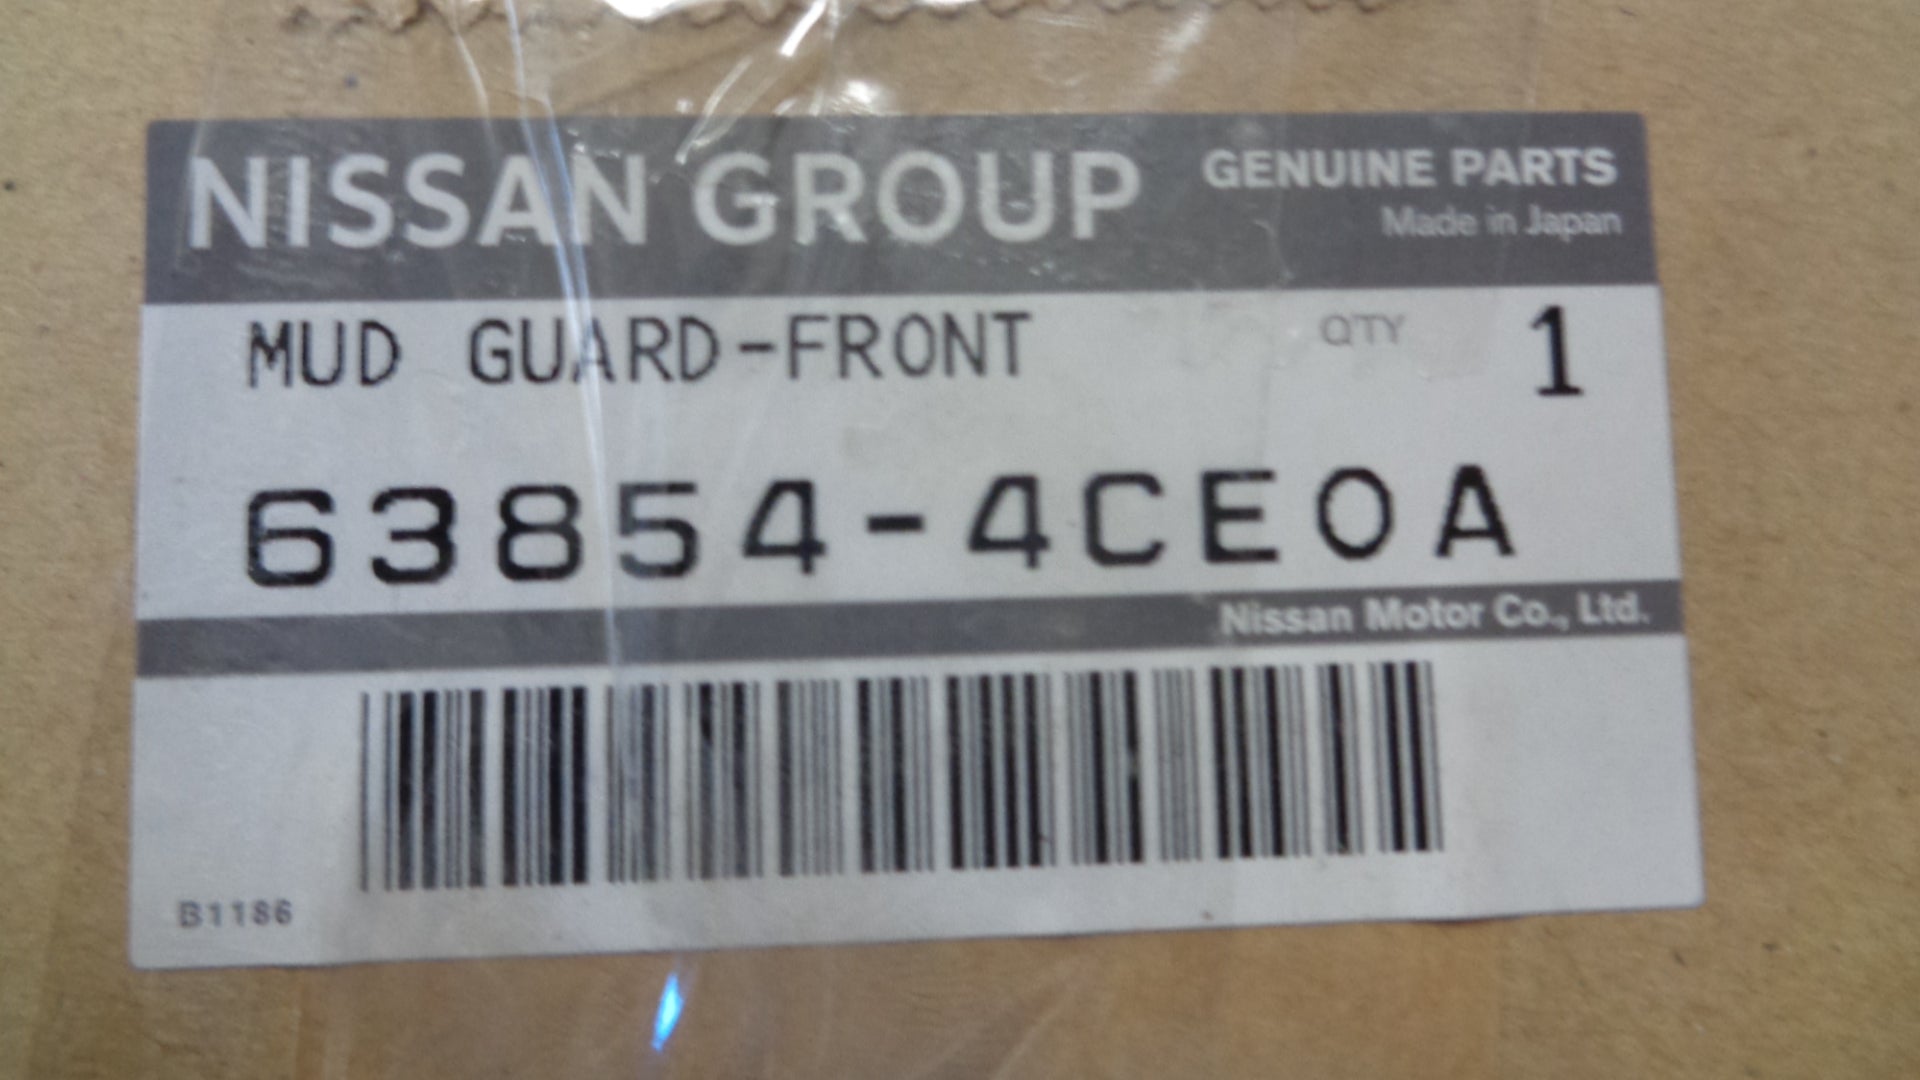 NISSAN GROUP
GENUINE PARTS
Made in Japan
MUD GUARD-FRONT QTY 1
63854-4CE0A
Nissan Motor Co., Ltd.
B1186